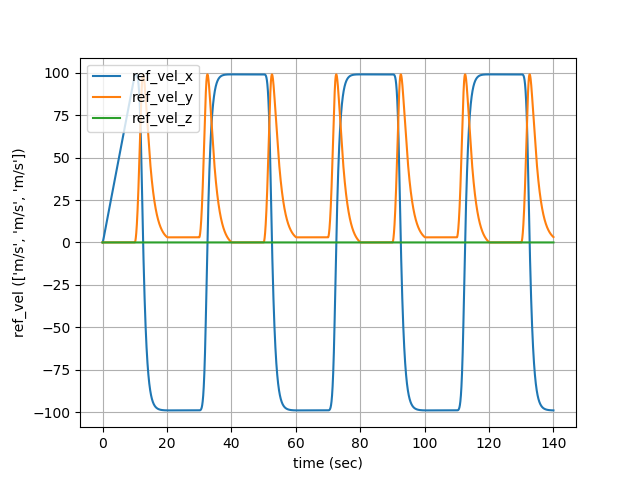 ref_vel_x
ref_vel_y
ref_vel_z
100
75
50
25
0
−25
−50
−75
−100
ref_vel (['m/s', 'm/s', 'm/s'])
0 20 40 60 80 100 120 140
time (sec)